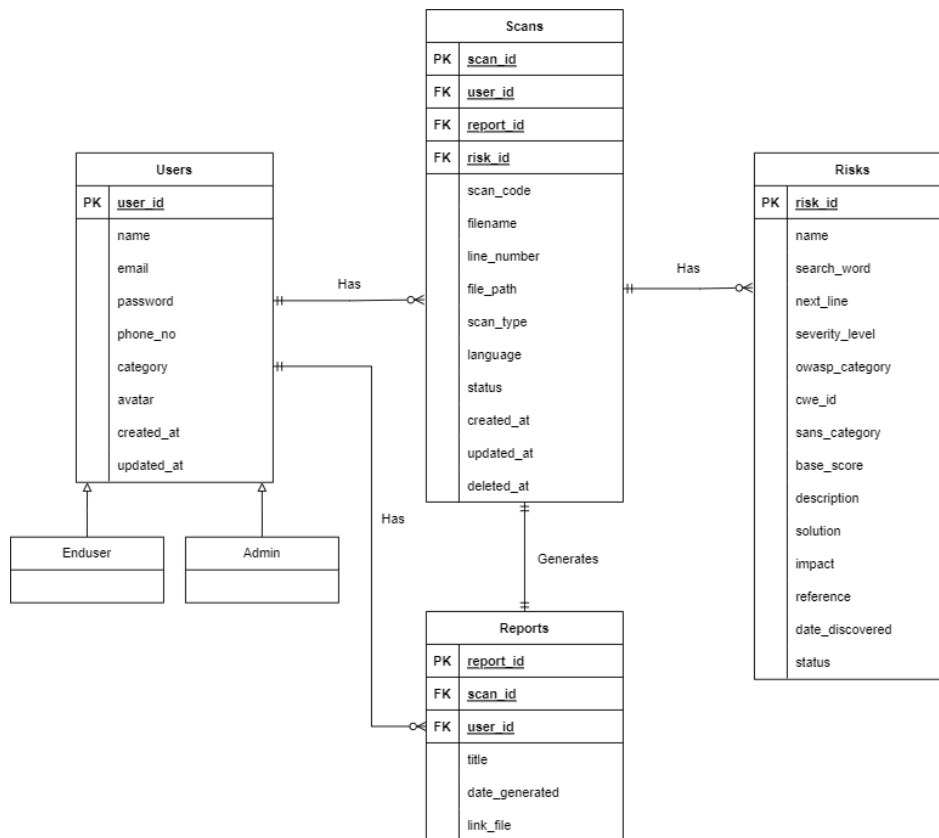 Scans
PK scan_id
FK user_id
FK report_id
FK risk_id
scan_code
filename
line_number
file_path
scan_type
language
status
created_at
updated_at
deleted_at
Users
PK user_id
name
email
password
phone_no
category
avatar
created_at
updated_at
Has
Has
Risks
PK risk_id
name
search_word
next_line
severity_level
owasp_category
cwe_id
sans_category
base_score
description
solution
impact
reference
date_discovered
status
Enduser
Admin
Has
Generates
Reports
PK report_id
FK scan_id
FK user_id
title
date_generated
link_file